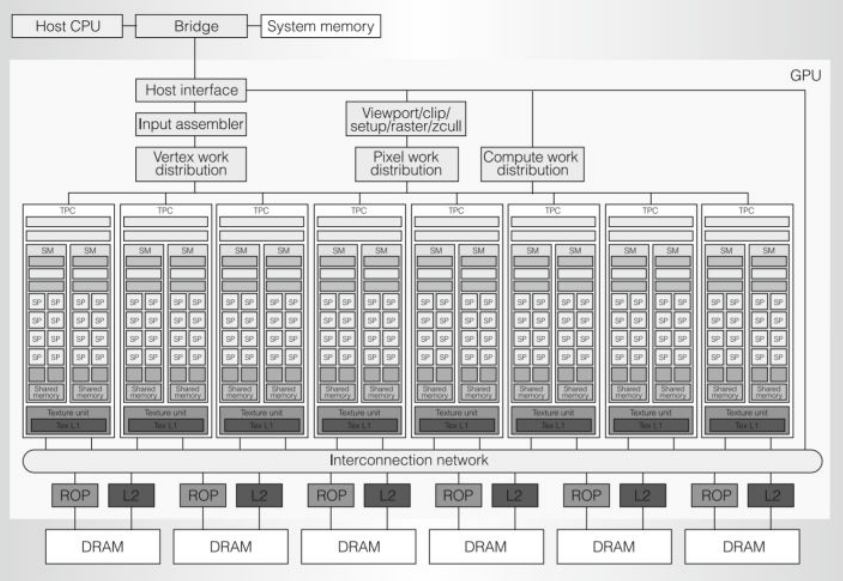 Host CPU
Bridge
System memory
GPU
Host interface
Input assembler
Viewport/clip/
setup/raster/zcull
Vertex work
distribution
Pixel work
distribution
Compute work
distribution
TPC TPC TPC TPC TPC TPC TPC TPC
SM SM SM SM SM SM SM SM SM SM SM SM SM SM SM SM
SP SP SP SP SP SP SP SP SP SP SP SP SP SP SP SP SP SP SP SP SP SP SP SP SP SP SP SP SP SP SP SP
SP SP SP SP SP SP SP SP SP SP SP SP SP SP SP SP SP SP SP SP SP SP SP SP SP SP SP SP SP SP SP SP
SP SP SP SP SP SP SP SP SP SP SP SP SP SP SP SP SP SP SP SP SP SP SP SP SP SP SP SP SP SP SP SP
SP SP SP SP SP SP SP SP SP SP SP SP SP SP SP SP SP SP SP SP SP SP SP SP SP SP SP SP SP SP SP SP
Shared Shared Shared Shared Shared Shared Shared Shared Shared Shared Shared Shared Shared Shared Shared Shared
memory memory memory memory memory memory memory memory memory memory memory memory memory memory memory memory
Texture unit Texture unit Texture unit Texture unit Texture unit Texture unit Texture unit Texture unit
Tex L1 Tex L1 Tex L1 Tex L1 Tex L1 Tex L1 Tex L1 Tex L1
Interconnection network
ROP L2 ROP L2 ROP L2 ROP L2 ROP L2 ROP L2
DRAM DRAM DRAM DRAM DRAM DRAM